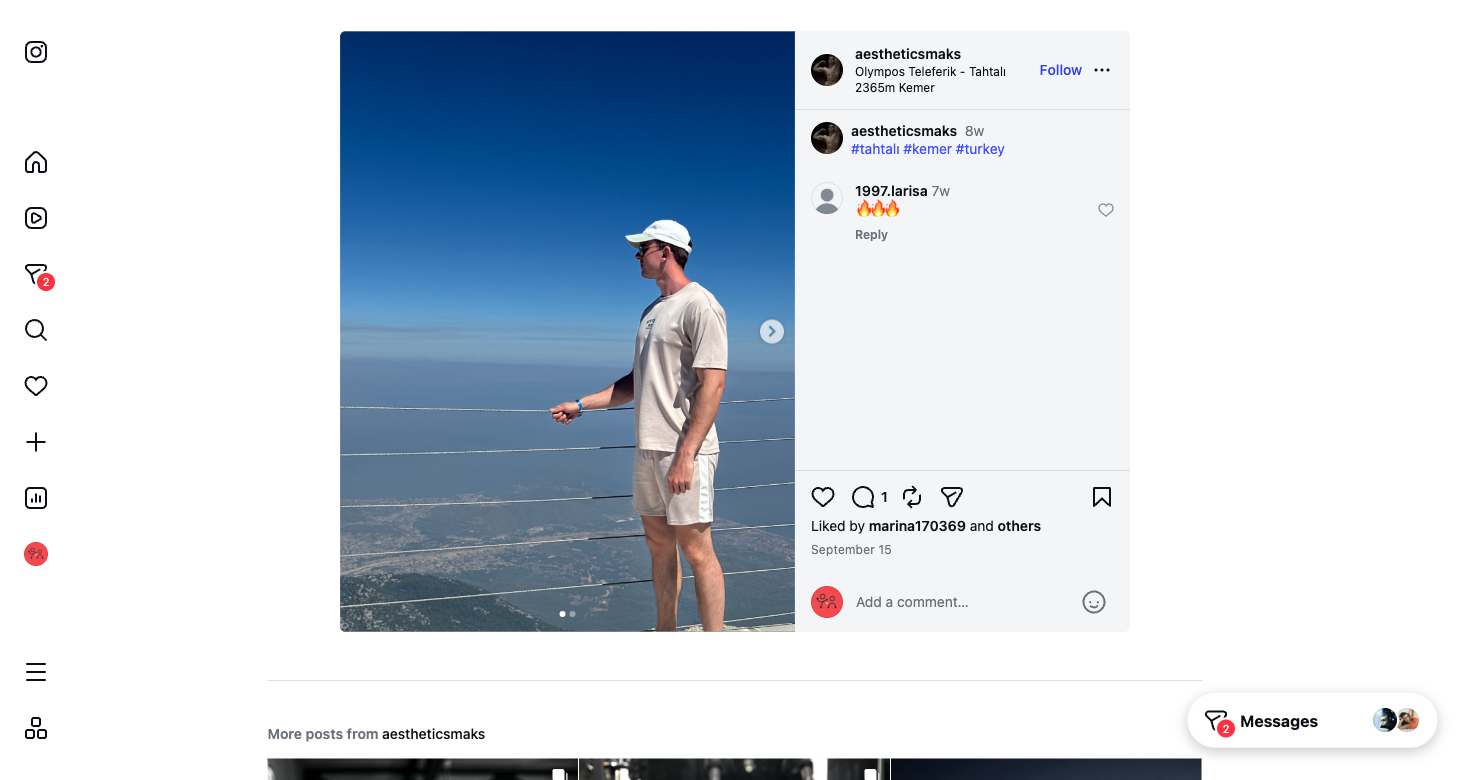 aestheticsmaks
Olympos Teleferik - Tahtalı
2365m Kemer
Follow
aestheticsmaks 8w
#tahtalı #kemer #turkey
1997.larisa 7w
🔥🔥🔥
Reply
1
Liked by marina170369 and others
September 15
Add a comment...
2
More posts from aestheticsmaks
2
Messages